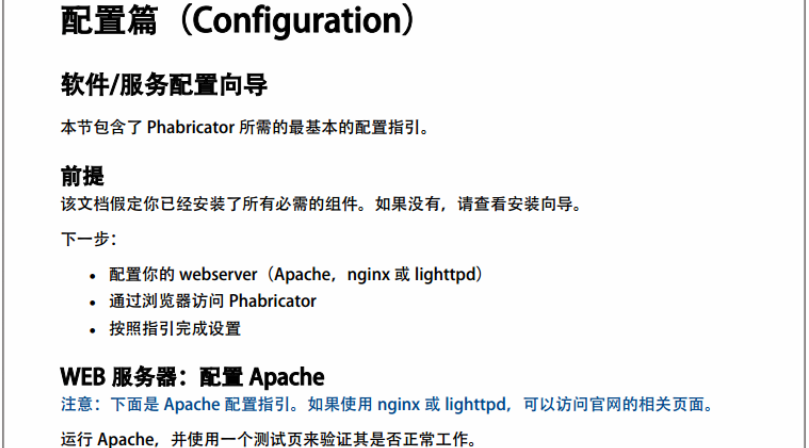 配置篇（Configuration）
软件/服务配置向导
本节包含了 Phabricator 所需的最基本的配置指引。
前提
该文档假定你已经安装了所有必需的组件。如果没有，请查看安装向导。
下一步：
• 配置你的 webserver（Apache，nginx 或 lighttpd）
• 通过浏览器访问 Phabricator
• 按照指引完成设置
WEB 服务器：配置 Apache
注意：下面是 Apache 配置指引。如果使用 nginx 或 lighttpd，可以访问官网的相关页面。
运行 Apache，并使用一个测试页来验证其是否正常工作。